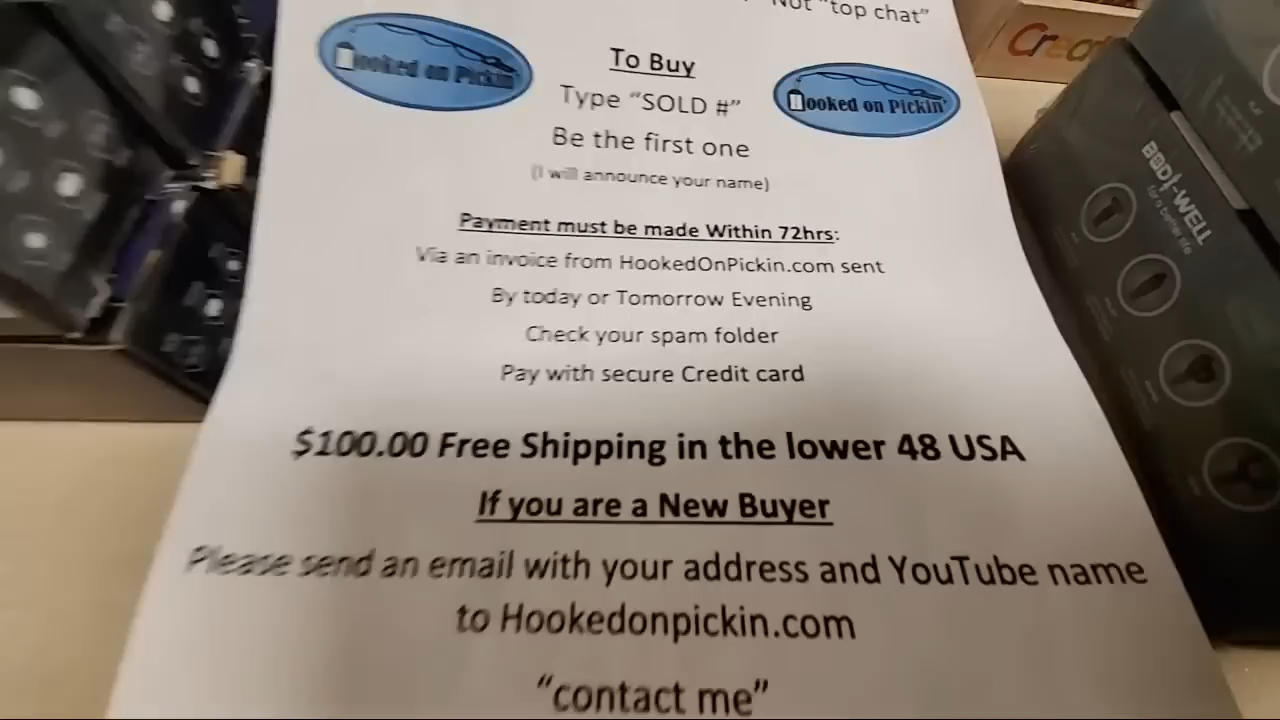 Not "top chat"
Hooked on Pickin'
To Buy
Hooked on Pickin'
Type "SOLD #"
Be the first one
(I will announce your name)
Payment must be made Within 72hrs:
Via an invoice from HookedOnPickin.com sent
By today or Tomorrow Evening
Check your spam folder
Pay with secure Credit card
$100.00 Free Shipping in the lower 48 USA
If you are a New Buyer
Please send an email with your address and YouTube name
to Hookedonpickin.com
"contact me"
BODI-WELL
for a better life